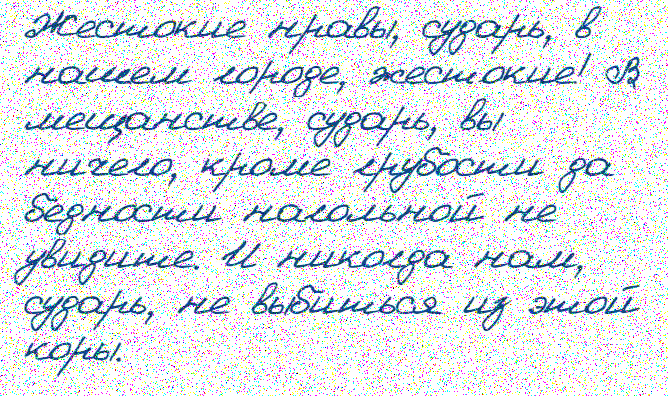 Жестокие нравы, сударь, в
нашем городе, жестокие! В
мещанстве, сударь, вы
ничего, кроме грубости да
бедности нагольной не
увидите. И никогда нам,
сударь, не выбиться из этой
коры.